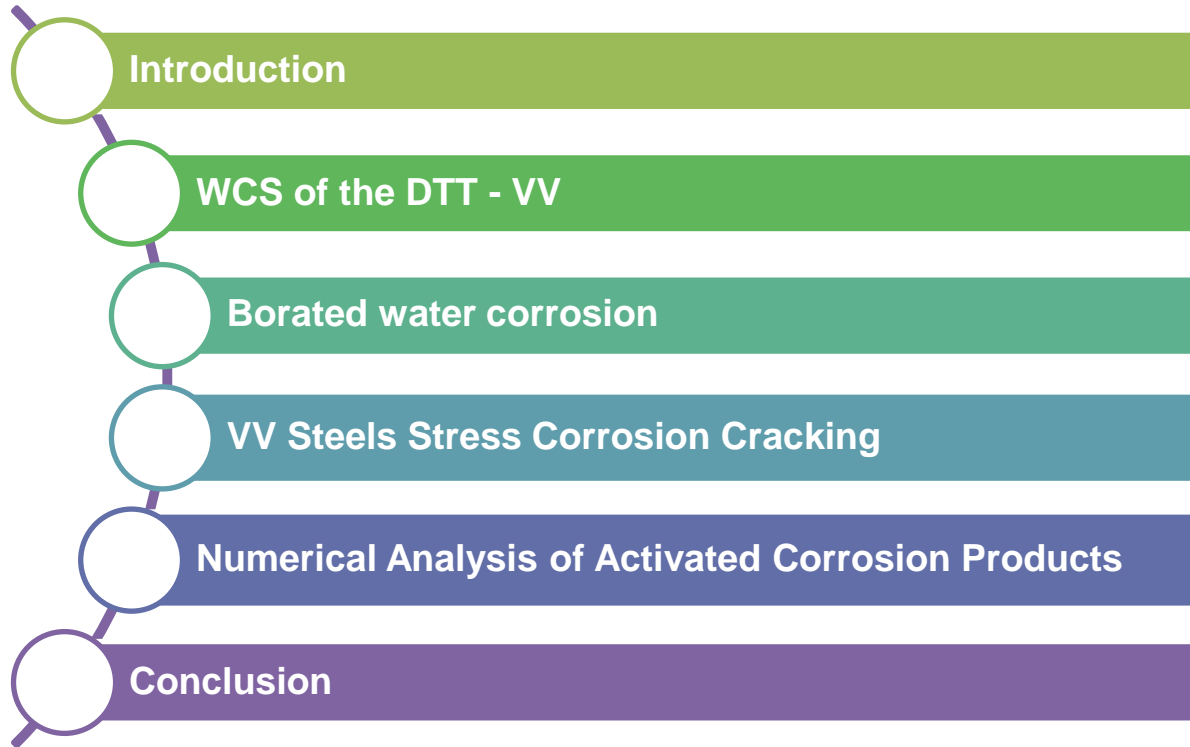 Introduction
WCS of the DTT - VV
Borated water corrosion
VV Steels Stress Corrosion Cracking
Numerical Analysis of Activated Corrosion Products
Conclusion